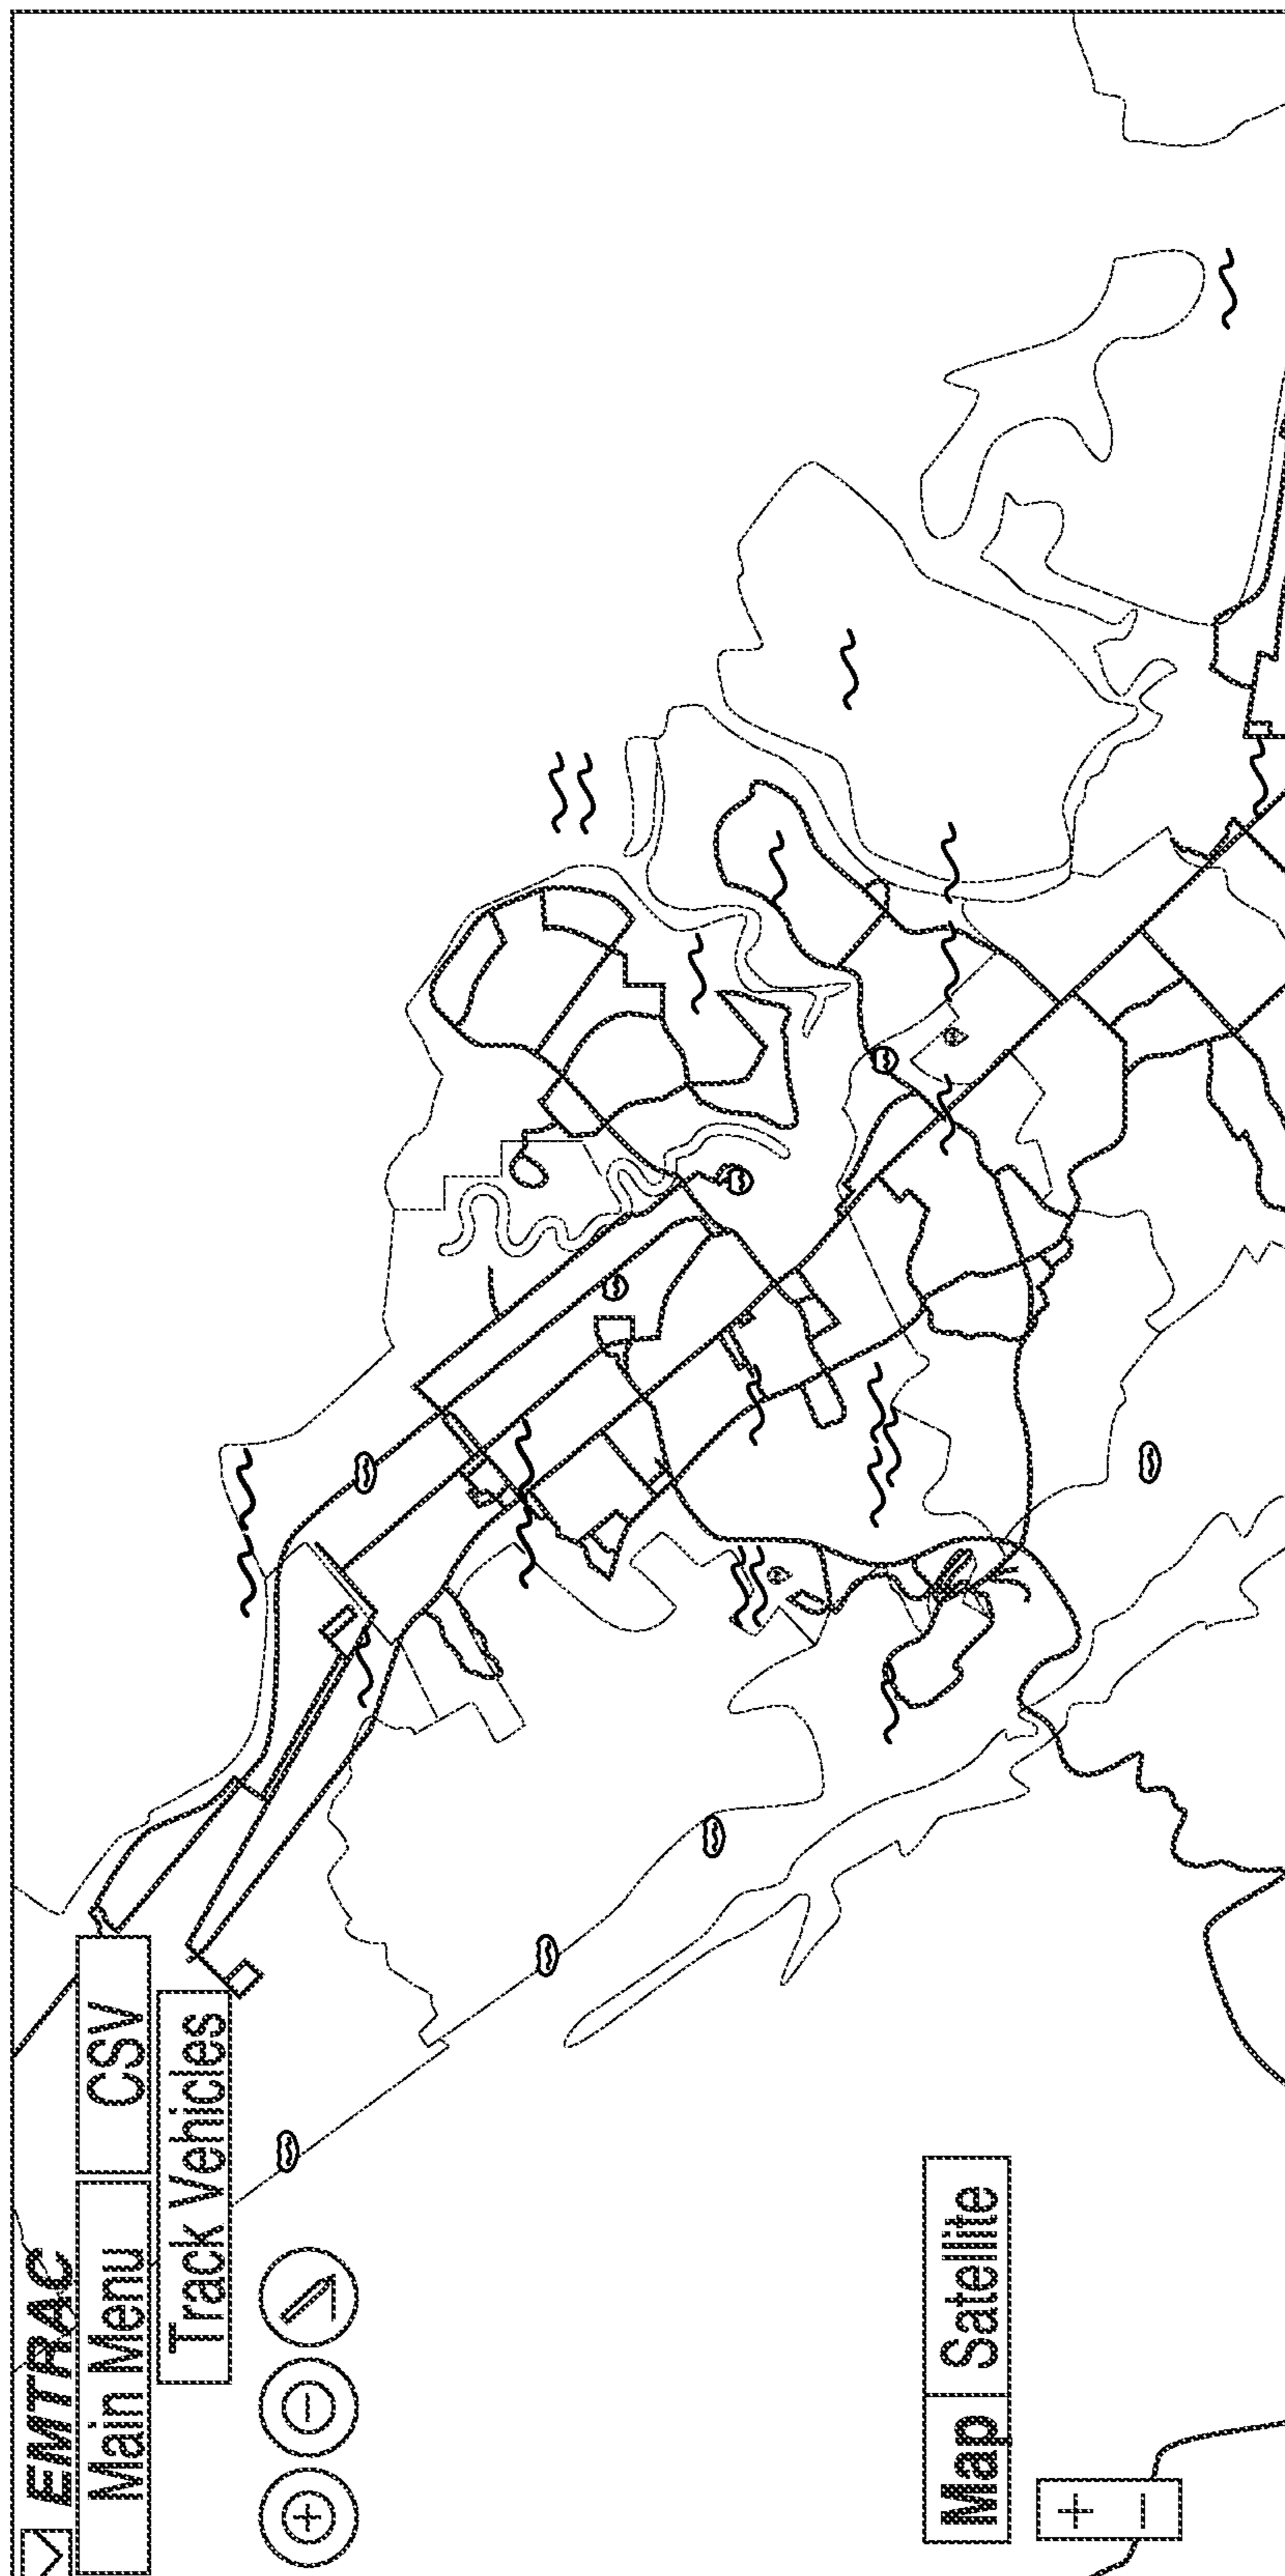 EMTRAC
Main Menu CSV
Track Vehicles
+ −
Map Satellite
+
−